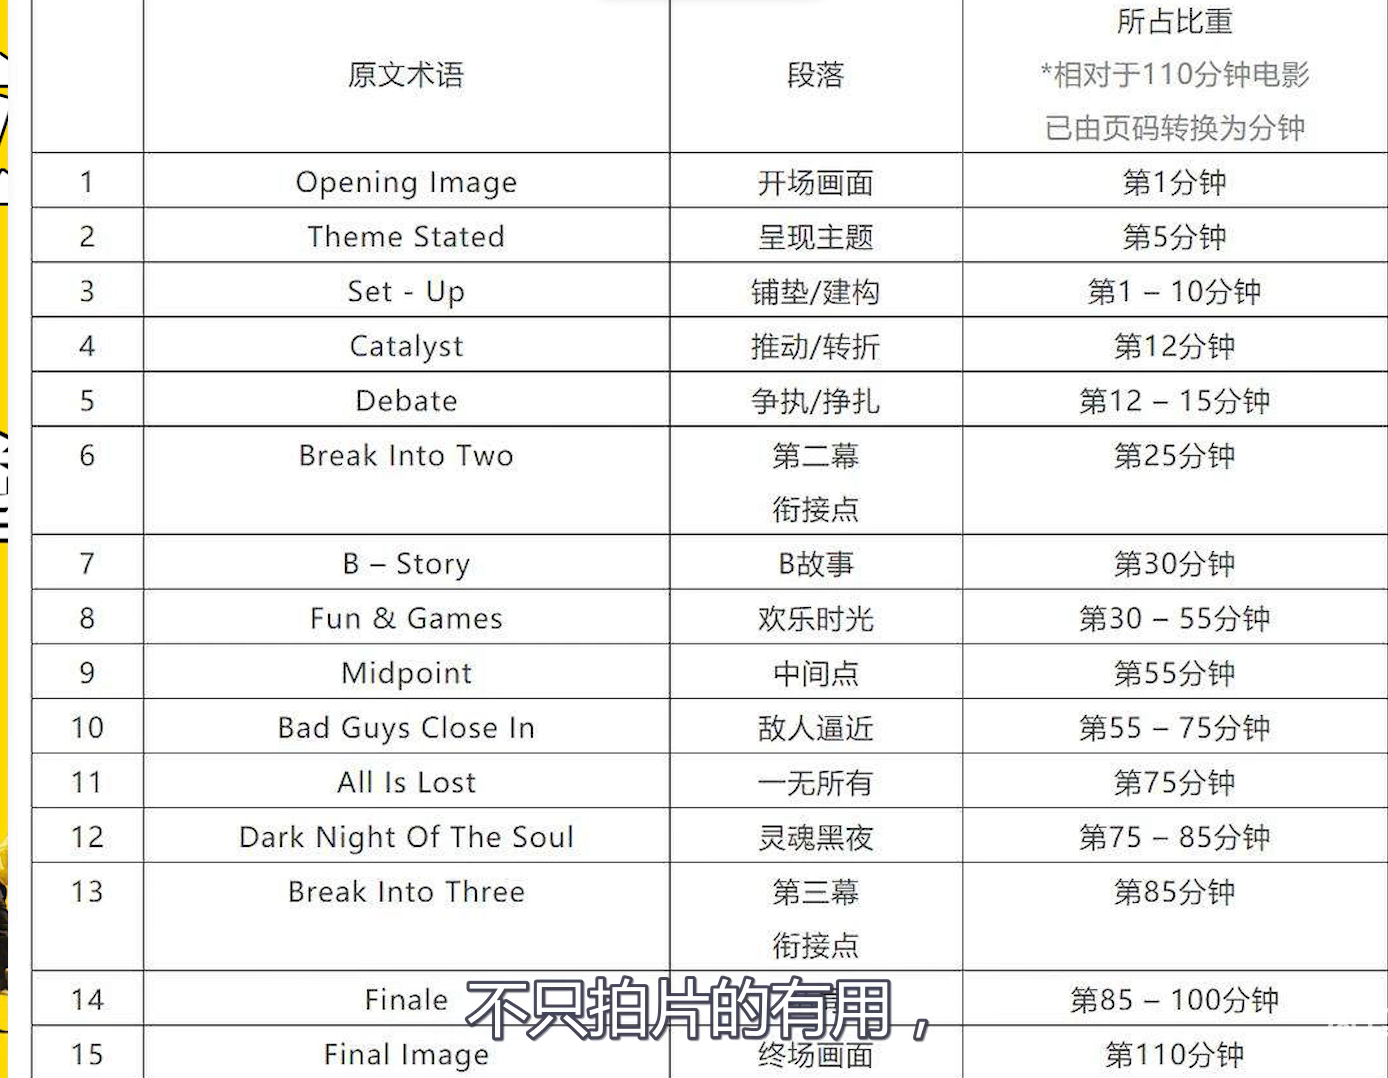 原文术语 段落 所占比重
*相对于110分钟电影
已由页码转换为分钟
1 Opening Image 开场画面 第1分钟
2 Theme Stated 呈现主题 第5分钟
3 Set - Up 铺垫/建构 第1 – 10分钟
4 Catalyst 推动/转折 第12分钟
5 Debate 争执/挣扎 第12 – 15分钟
6 Break Into Two 第二幕 第25分钟
衔接点
7 B – Story B故事 第30分钟
8 Fun & Games 欢乐时光 第30 – 55分钟
9 Midpoint 中间点 第55分钟
10 Bad Guys Close In 敌人逼近 第55 – 75分钟
11 All Is Lost 一无所有 第75分钟
12 Dark Night Of The Soul 灵魂黑夜 第75 – 85分钟
13 Break Into Three 第三幕 第85分钟
衔接点
14 Finale 第85 – 100分钟
不只拍片的有用，
15 Final Image 终场画面 第110分钟